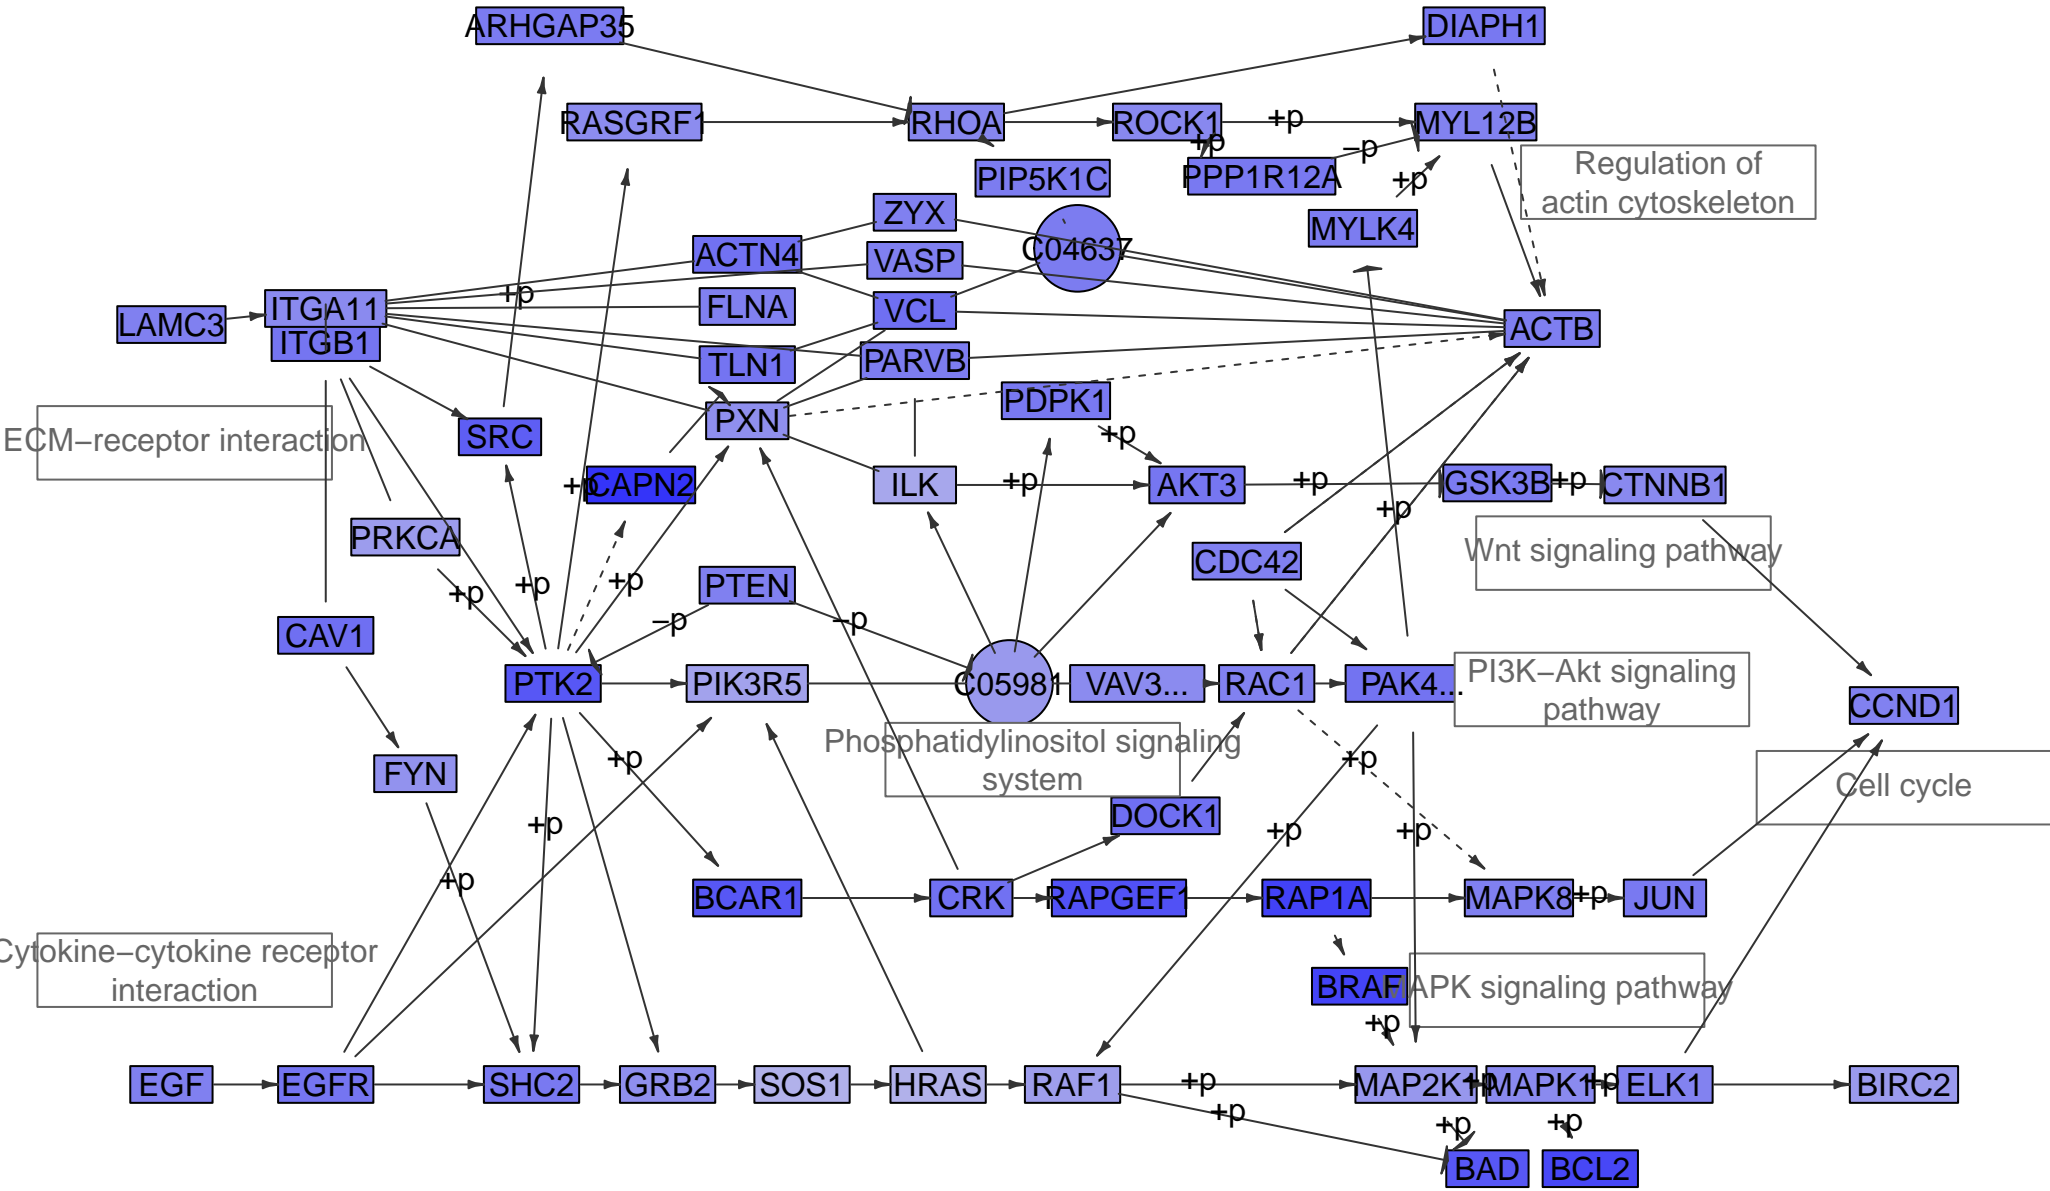 ARHGAP35
DIAPH1
RASGRF1
RHOA
ROCK1
+p
MYL12B
+p
−p
PIP5K1C
PPP1R12A
+p
Regulation of
actin cytoskeleton
ZYX
MYLK4
ACTN4
VASP
C04637
+p
ITGA11
FLNA
VCL
LAMC3
ITGB1
ACTB
TLN1
PARVB
PDPK1
PXN
+p
ECM−receptor interaction
SRC
+p
CAPN2
ILK
+p
AKT3
+p
GSK3B
+p
CTNNB1
+p
PRKCA
CDC42
Wnt signaling pathway
+p
+p
+p
PTEN
−p
−p
CAV1
PTK2
PIK3R5
C05981
VAV3...
RAC1
PAK4...
PI3K−Akt signaling
pathway
CCND1
Phosphatidylinositol signaling
system
FYN
+p
+p
Cell cycle
DOCK1
+p
+p
+p
+p
BCAR1
CRK
RAPGEF1
RAP1A
MAPK8
+p
JUN
Cytokine−cytokine receptor
interaction
BRAF
MAPK signaling pathway
+p
EGF
EGFR
SHC2
GRB2
SOS1
HRAS
RAF1
+p
MAP2K1
+p
MAPK1
+p
ELK1
BIRC2
+p
+p
+p
BAD
BCL2